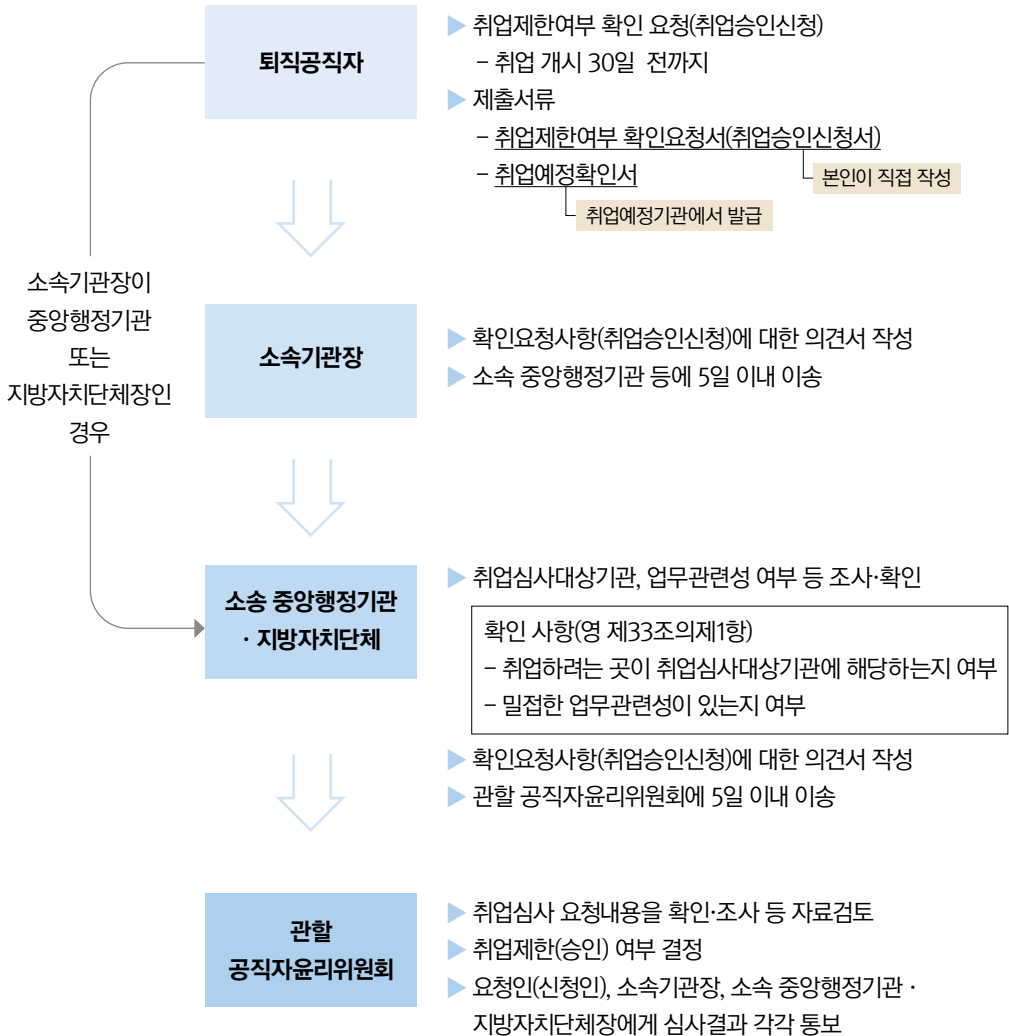 퇴직공직자
▶ 취업제한여부 확인 요청(취업승인신청)
- 취업 개시 30일 전까지
▶ 제출서류
- 취업제한여부 확인요청서(취업승인신청서)
- 취업예정확인서
본인이 직접 작성
취업예정기관에서 발급
소속기관장이
중앙행정기관
또는
지방자치단체장인
경우
소속기관장
▶ 확인요청사항(취업승인신청)에 대한 의견서 작성
▶ 소속 중앙행정기관 등에 5일 이내 이송
소송 중앙행정기관
· 지방자치단체
▶ 취업심사대상기관, 업무관련성 여부 등 조사·확인
확인 사항(영 제33조의제1항)
- 취업하려는 곳이 취업심사대상기관에 해당하는지 여부
- 밀접한 업무관련성이 있는지 여부
▶ 확인요청사항(취업승인신청)에 대한 의견서 작성
▶ 관할 공직자윤리위원회에 5일 이내 이송
관할
공직자윤리위원회
▶ 취업심사 요청내용을 확인·조사 등 자료검토
▶ 취업제한(승인) 여부 결정
▶ 요청인(신청인), 소속기관장, 소속 중앙행정기관 ·
지방자치단체장에게 심사결과 각각 통보